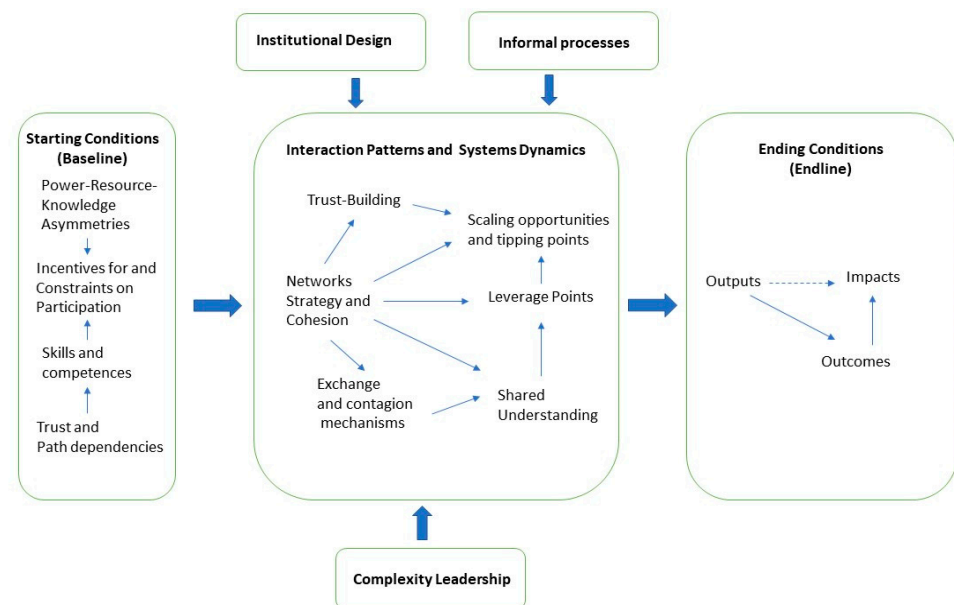 Institutional Design
Informal processes
Starting Conditions
(Baseline)
Power-Resource-
Knowledge
Asymmetries
Incentives for and
Constraints on
Participation
Skills and
competences
Trust and
Path dependencies
Interaction Patterns and Systems Dynamics
Trust-Building
Scaling opportunities
and tipping points
Networks
Strategy and
Cohesion
Leverage Points
Exchange
and contagion
mechanisms
Shared
Understanding
Ending Conditions
(Endline)
Outputs
Impacts
Outcomes
Complexity Leadership